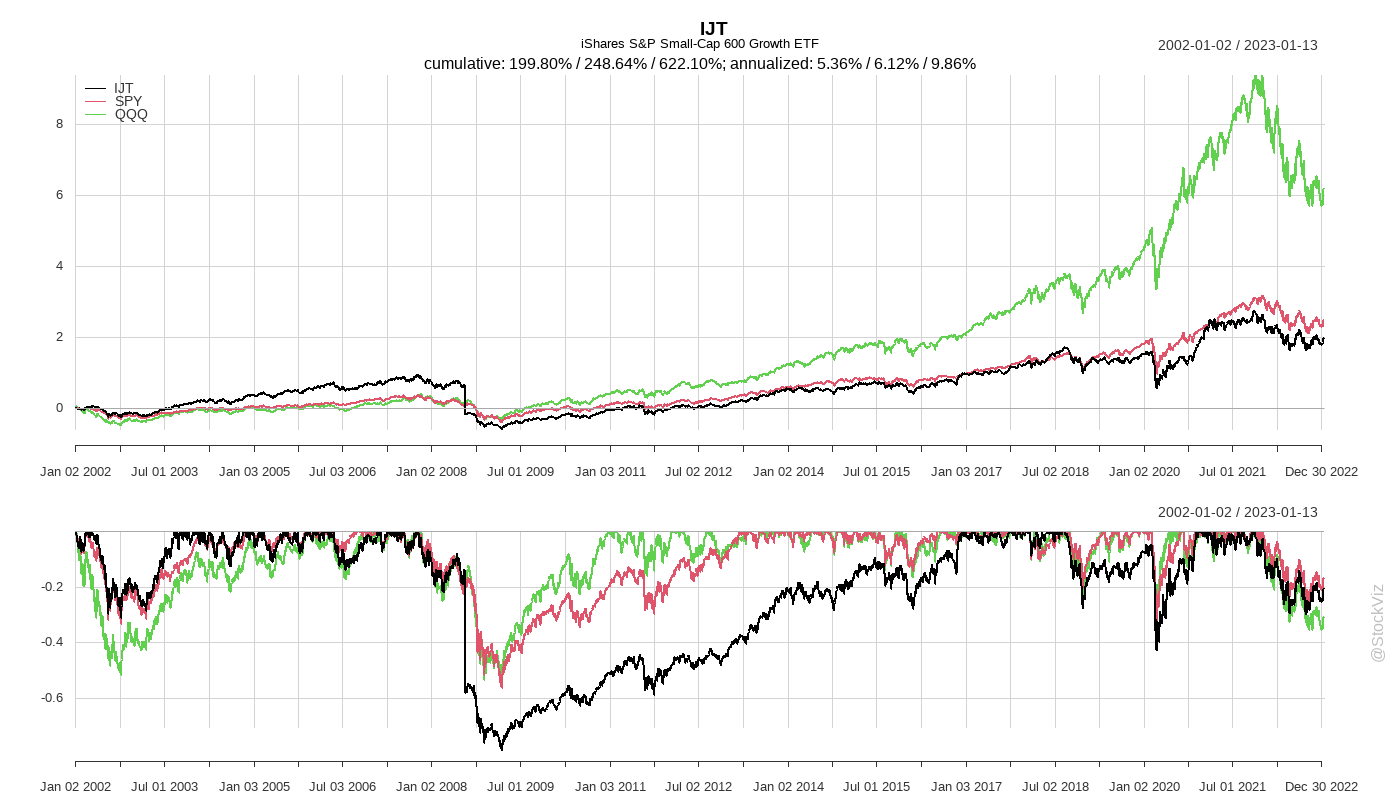 IJT
iShares S&P Small-Cap 600 Growth ETF
2002-01-02 / 2023-01-13
cumulative: 199.80% / 248.64% / 622.10%; annualized: 5.36% / 6.12% / 9.86%
IJT
SPY
QQQ
8
6
4
2
0
Jan 02 2002 Jul 01 2003 Jan 03 2005 Jul 03 2006 Jan 02 2008 Jul 01 2009 Jan 03 2011 Jul 02 2012 Jan 02 2014 Jul 01 2015 Jan 03 2017 Jul 02 2018 Jan 02 2020 Jul 01 2021 Dec 30 2022
2002-01-02 / 2023-01-13
-0.2
-0.4
-0.6
@StockViz
Jan 02 2002 Jul 01 2003 Jan 03 2005 Jul 03 2006 Jan 02 2008 Jul 01 2009 Jan 03 2011 Jul 02 2012 Jan 02 2014 Jul 01 2015 Jan 03 2017 Jul 02 2018 Jan 02 2020 Jul 01 2021 Dec 30 2022